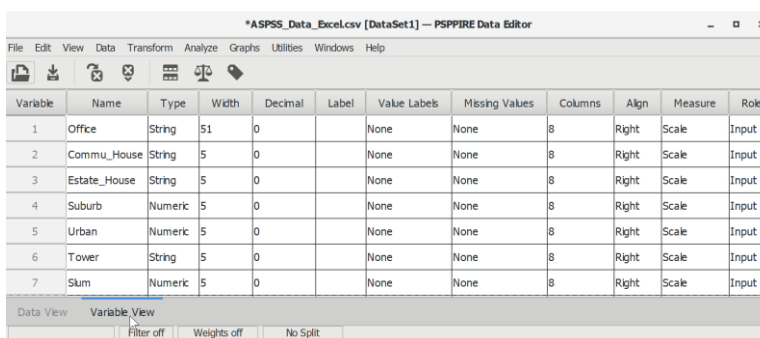 *ASPSS_Data_Excel.csv [DataSet1] — PSPPIRE Data Editor
File Edit View Data Transform Analyze Graphs Utilities Windows Help
Variable Name Type Width Decimal Label Value Labels Missing Values Columns Align Measure Role
1 Office String 51 0 None None 8 Right Scale Input
2 Commu_House String 5 0 None None 8 Right Scale Input
3 Estate_House String 5 0 None None 8 Right Scale Input
4 Suburb Numeric 5 0 None None 8 Right Scale Input
5 Urban Numeric 5 0 None None 8 Right Scale Input
6 Tower String 5 0 None None 8 Right Scale Input
7 Slum Numeric 5 0 None None 8 Right Scale Input
Data View Variable View
Filter off Weights off No Split